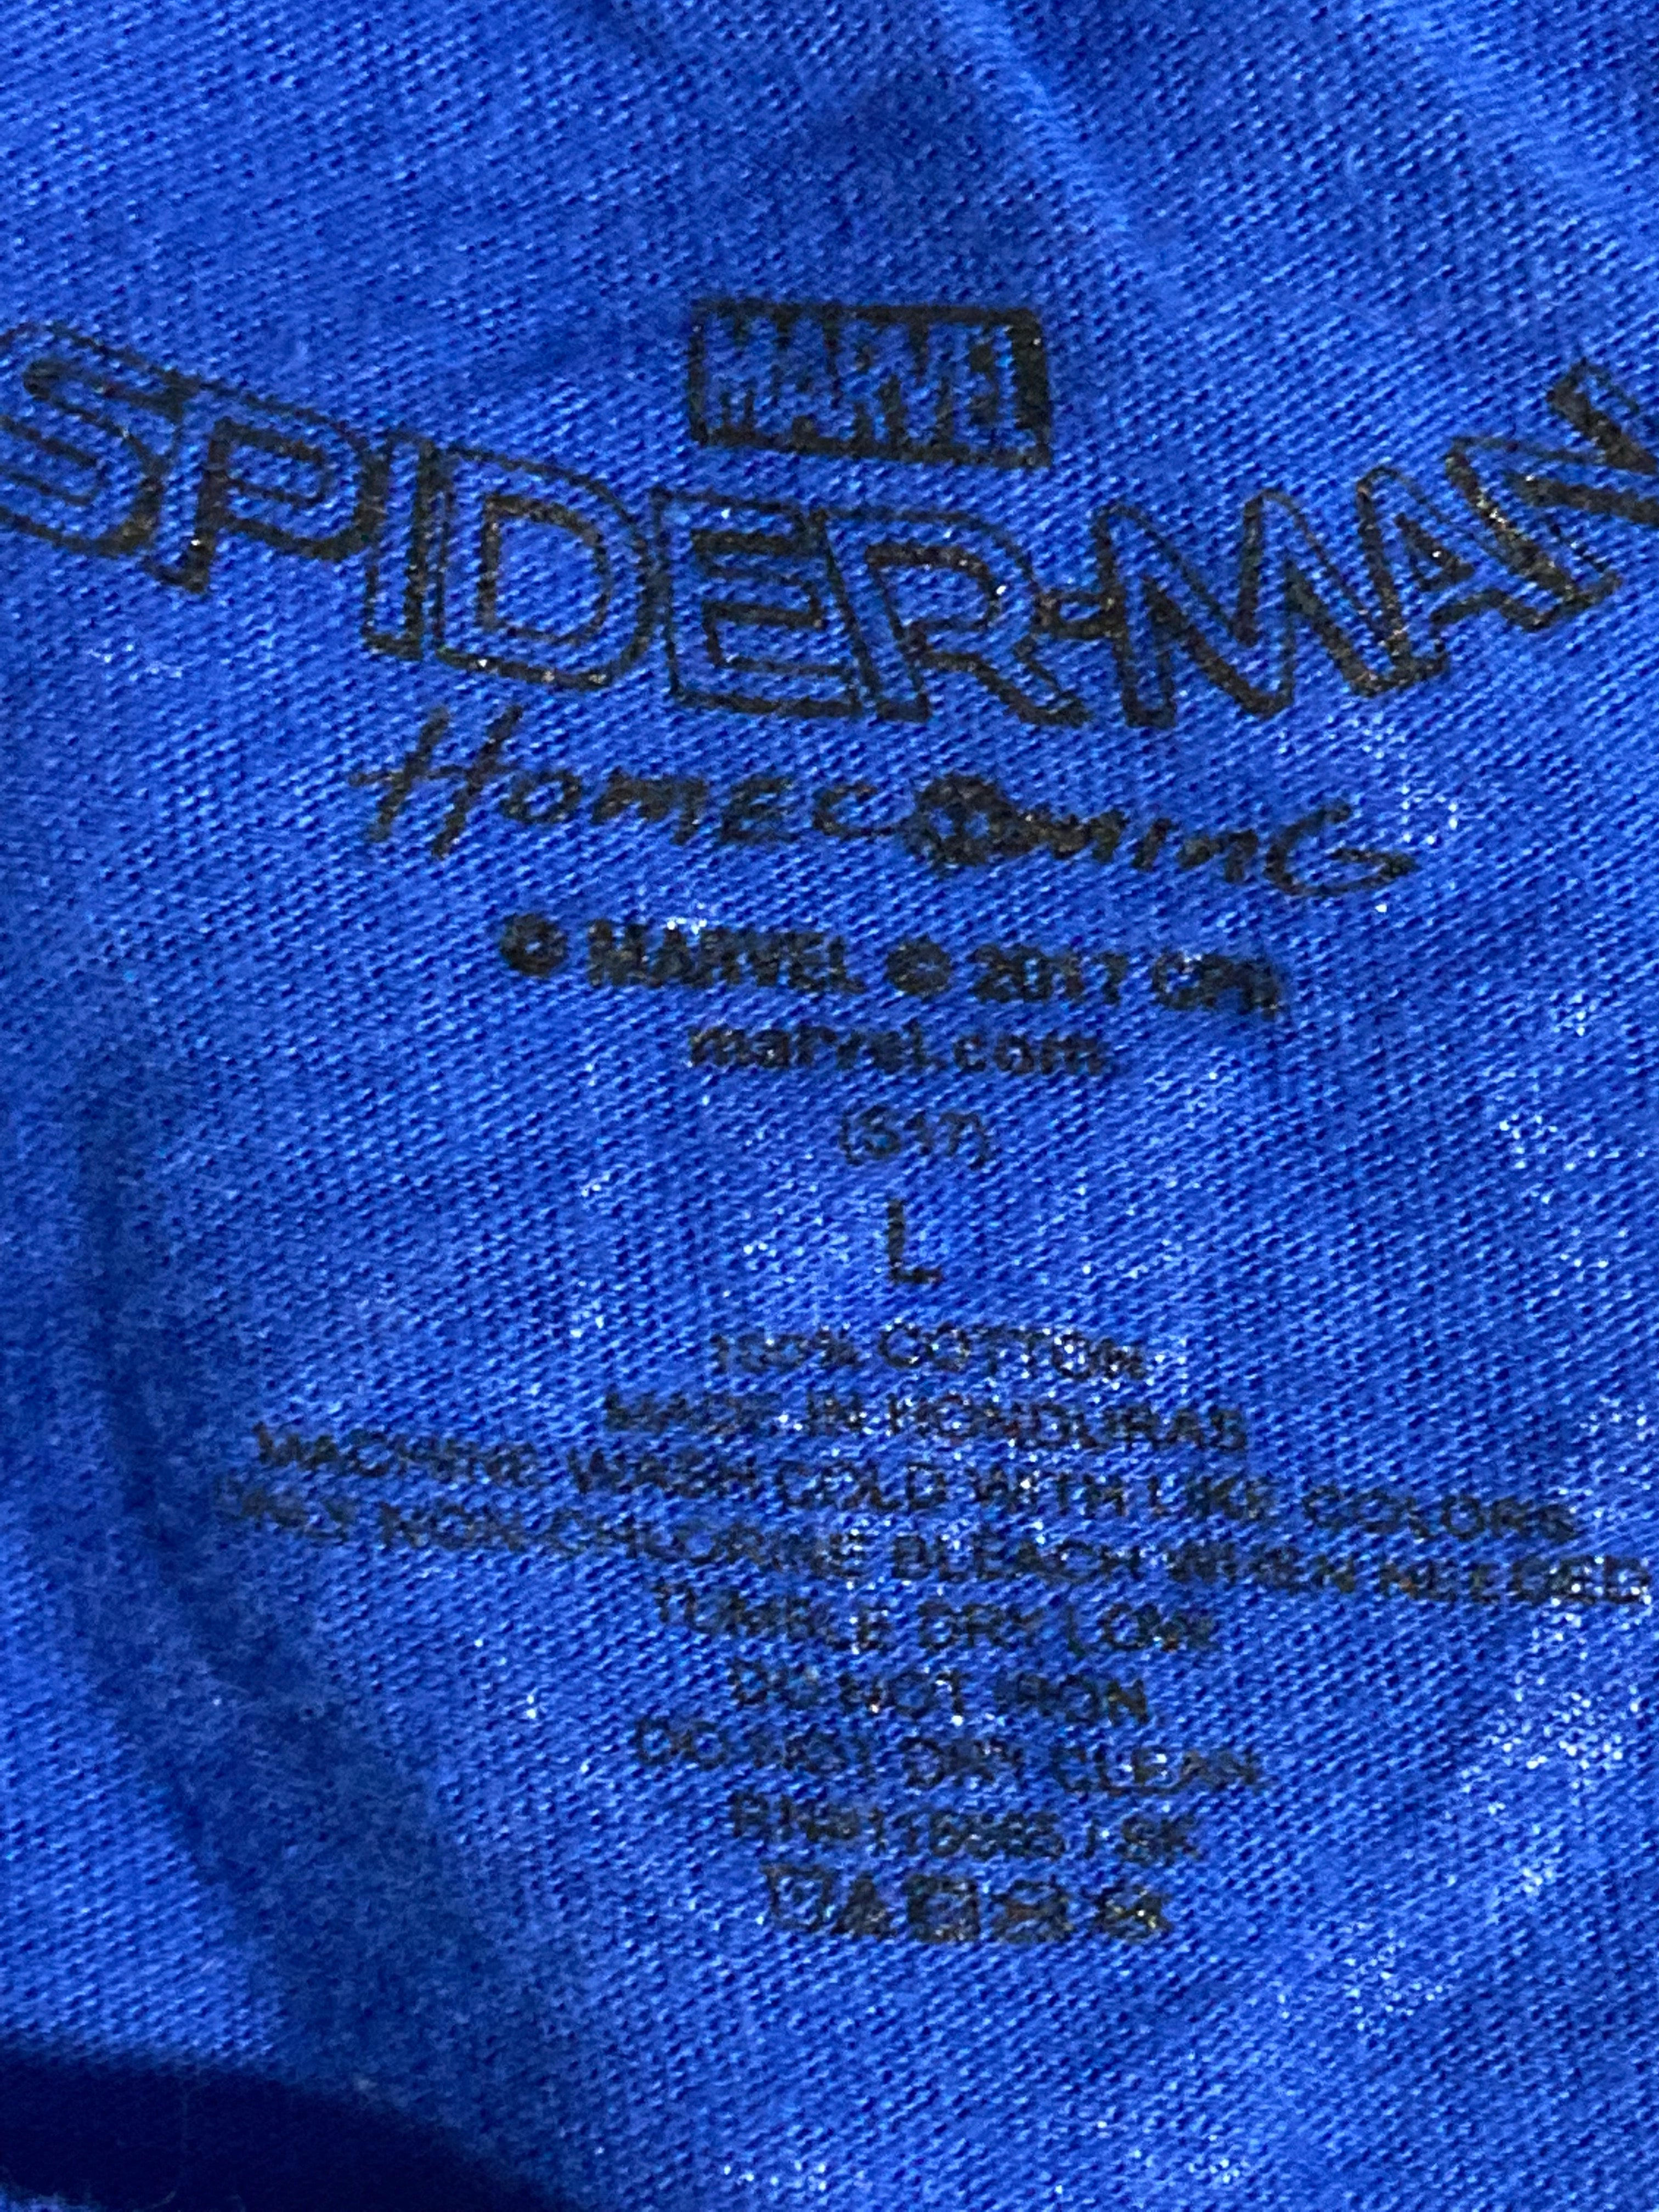 MARVEL
SPIDER-MAN
HOMECOMING
© MARVEL © 2017 CPII
marvel.com
(S17)
L
100% COTTON
MADE IN HONDURAS
MACHINE WASH COLD WITH LIKE COLORS
ONLY NON-CHLORINE BLEACH WHEN NEEDED
TUMBLE DRY LOW
DO NOT IRON
DO NOT DRY CLEAN
/ SK